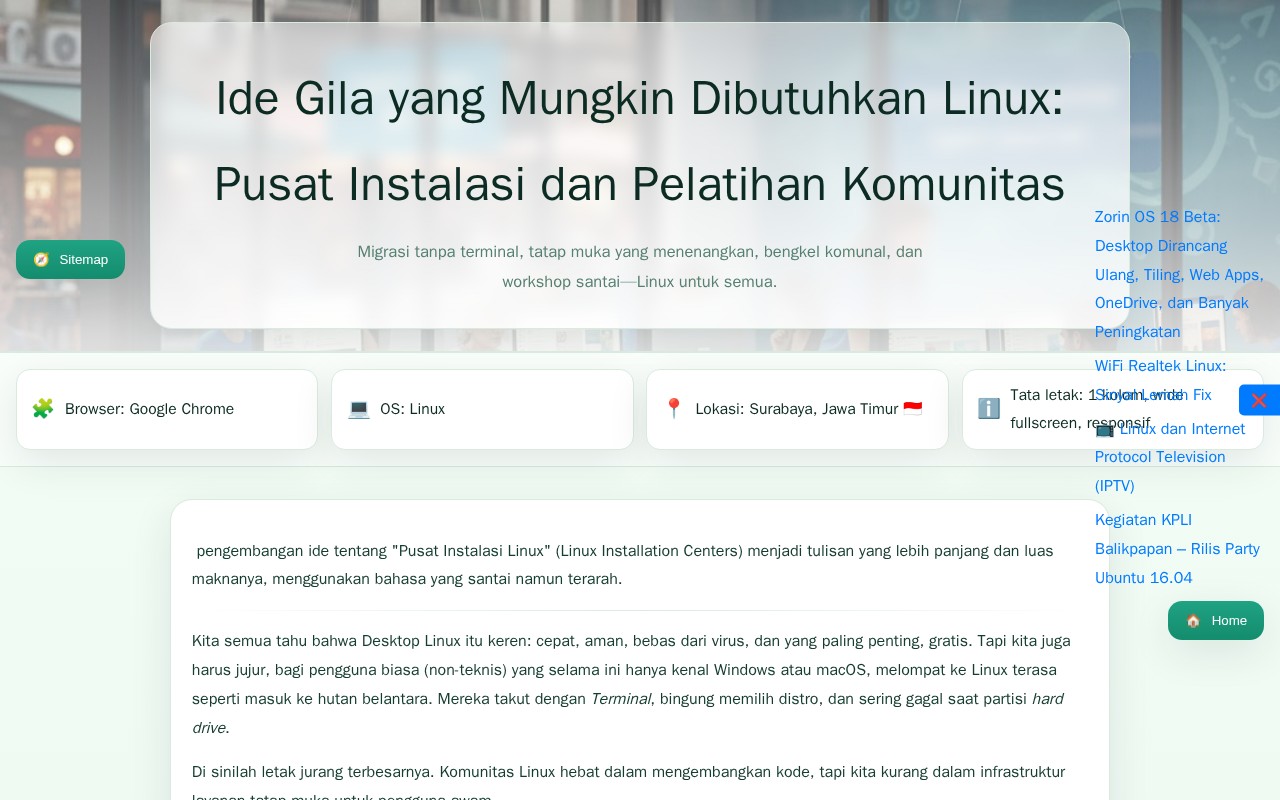 Ide Gila yang Mungkin Dibutuhkan Linux:
Pusat Instalasi dan Pelatihan Komunitas
Migrasi tanpa terminal, tatap muka yang menenangkan, bengkel komunal, dan
workshop santai—Linux untuk semua.
🧭 Sitemap
Zorin OS 18 Beta:
Desktop Dirancang
Ulang, Tiling, Web Apps,
OneDrive, dan Banyak
Peningkatan
WiFi Realtek Linux:
Sinyal Lemah Fix
📺 Linux dan Internet
Protocol Television
(IPTV)
Kegiatan KPLI
Balikpapan – Rilis Party
Ubuntu 16.04
🧩 Browser: Google Chrome
💻 OS: Linux
📍 Lokasi: Surabaya, Jawa Timur 🇮🇩
ℹ️ Tata letak: 1 kolom, wide
fullscreen, responsif
❌
🏠 Home
pengembangan ide tentang "Pusat Instalasi Linux" (Linux Installation Centers) menjadi tulisan yang lebih panjang dan luas
maknanya, menggunakan bahasa yang santai namun terarah.
Kita semua tahu bahwa Desktop Linux itu keren: cepat, aman, bebas dari virus, dan yang paling penting, gratis. Tapi kita juga
harus jujur, bagi pengguna biasa (non-teknis) yang selama ini hanya kenal Windows atau macOS, melompat ke Linux terasa
seperti masuk ke hutan belantara. Mereka takut dengan Terminal, bingung memilih distro, dan sering gagal saat partisi hard
drive.
Di sinilah letak jurang terbesarnya. Komunitas Linux hebat dalam mengembangkan kode, tapi kita kurang dalam infrastruktur
layanan tatap muka untuk pengguna awam.